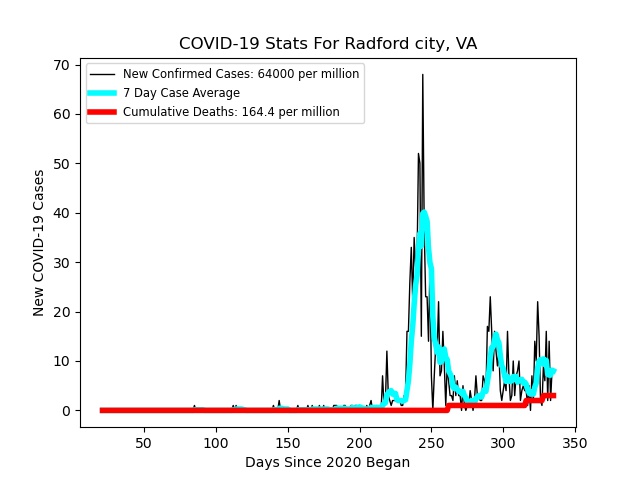 COVID-19 Stats For Radford city, VA
New Confirmed Cases: 64000 per million
7 Day Case Average
Cumulative Deaths: 164.4 per million
New COVID-19 Cases
70
60
50
40
30
20
10
0
50
100
150
200
250
300
350
Days Since 2020 Began